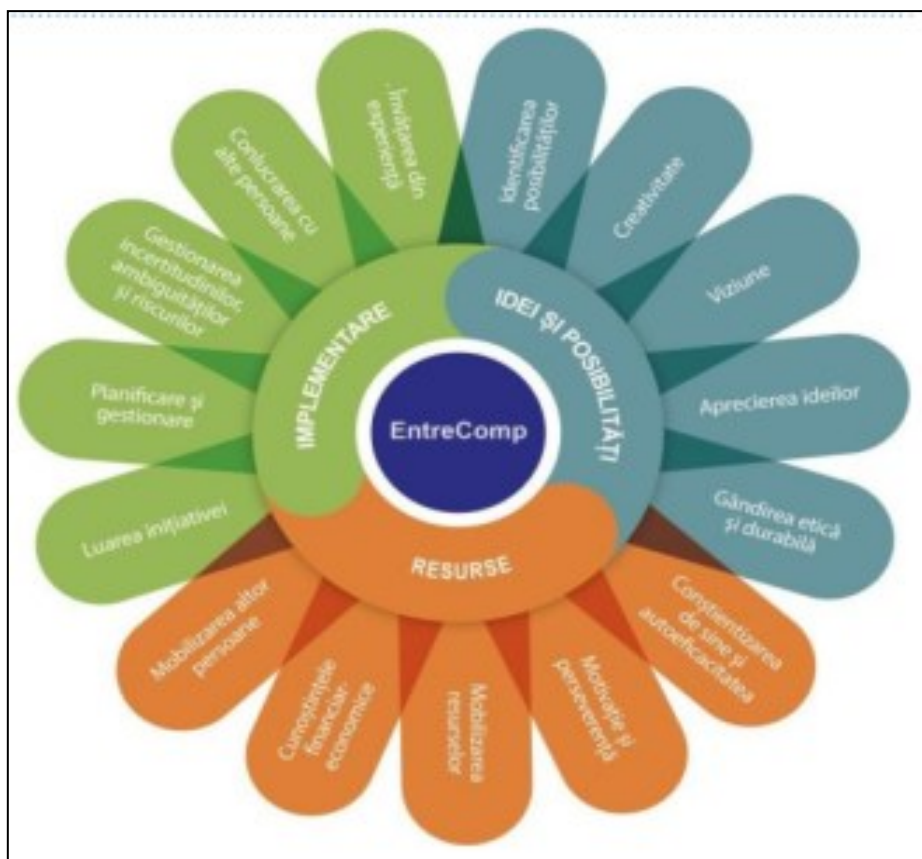 Învățarea din
experiență
Identificarea
posibilităților
Creativitate
Viziune
Aprecierea ideilor
Gândirea etică
și durabilă
Conștientizarea
de sine și
autoeficacitatea
Motivație și
perseverență
Mobilizarea
resurselor
Cunoștințele
financiar-
economice
Mobilizarea altor
persoane
Luarea inițiativei
Planificare și
gestionare
Gestionarea
incertitudinilor,
ambiguităților
și riscurilor
Conlucrarea cu
alte persoane
IMPLEMENTARE
IDEI ȘI POSIBILITĂȚI
RESURSE
EntreComp